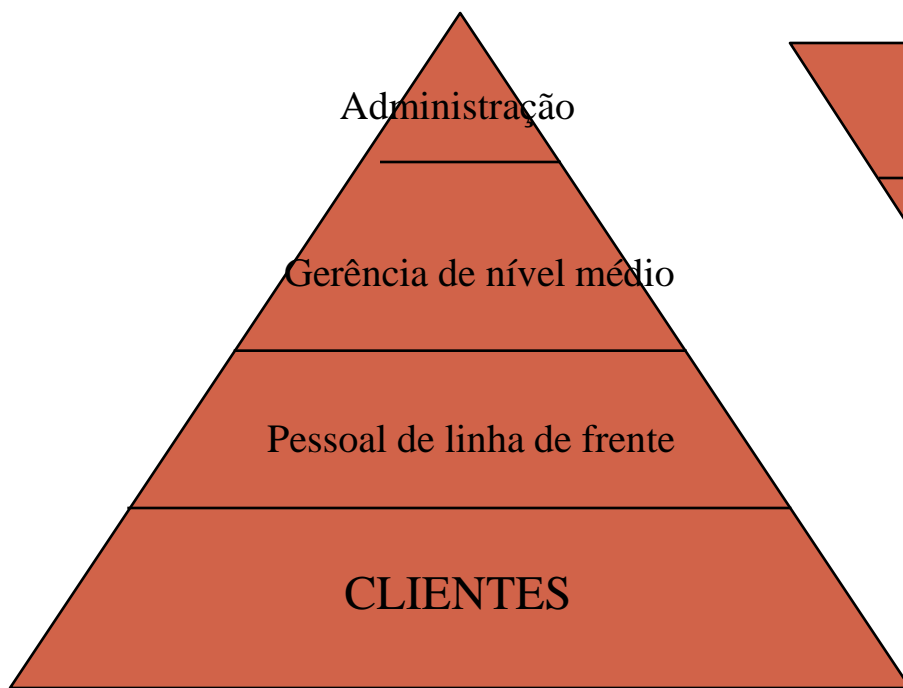 Administração
Gerência de nível médio
Pessoal de linha de frente
CLIENTES